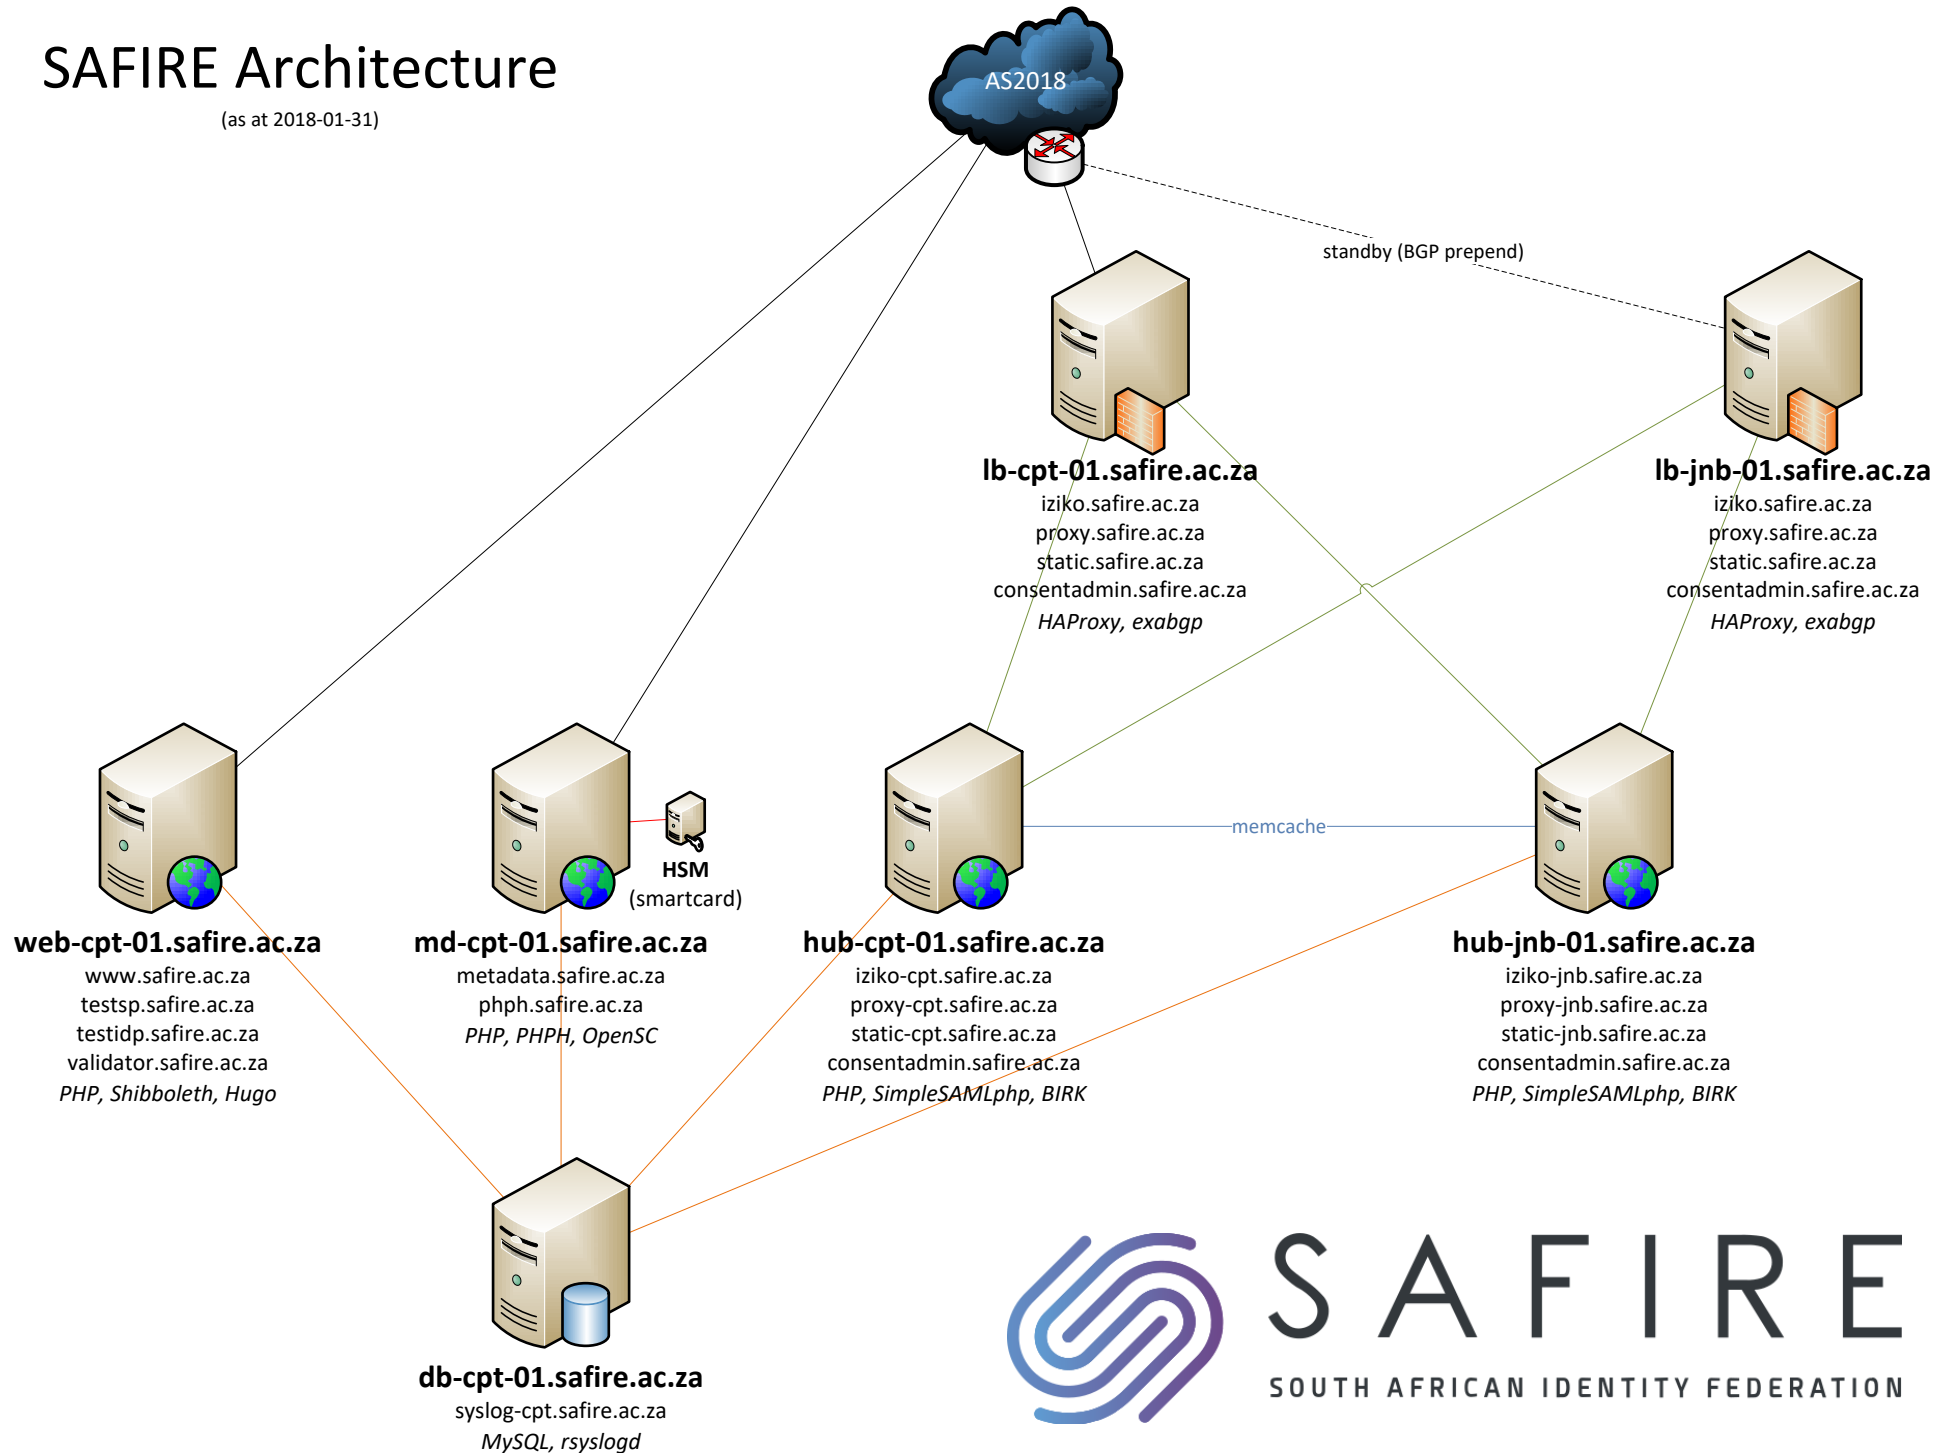 SAFIRE Architecture
(as at 2018-01-31)
AS2018
standby (BGP prepend)
lb-cpt-01.safire.ac.za
iziko.safire.ac.za
proxy.safire.ac.za
static.safire.ac.za
consentadmin.safire.ac.za
HAProxy, exabgp
lb-jnb-01.safire.ac.za
iziko.safire.ac.za
proxy.safire.ac.za
static.safire.ac.za
consentadmin.safire.ac.za
HAProxy, exabgp
web-cpt-01.safire.ac.za
www.safire.ac.za
testsp.safire.ac.za
testidp.safire.ac.za
validator.safire.ac.za
PHP, Shibboleth, Hugo
HSM
(smartcard)
md-cpt-01.safire.ac.za
metadata.safire.ac.za
phph.safire.ac.za
PHP, PHPH, OpenSC
memcache
hub-cpt-01.safire.ac.za
iziko-cpt.safire.ac.za
proxy-cpt.safire.ac.za
static-cpt.safire.ac.za
consentadmin.safire.ac.za
PHP, SimpleSAMLphp, BIRK
hub-jnb-01.safire.ac.za
iziko-jnb.safire.ac.za
proxy-jnb.safire.ac.za
static-jnb.safire.ac.za
consentadmin.safire.ac.za
PHP, SimpleSAMLphp, BIRK
db-cpt-01.safire.ac.za
syslog-cpt.safire.ac.za
MySQL, rsyslogd
SAFIRE
SOUTH AFRICAN IDENTITY FEDERATION